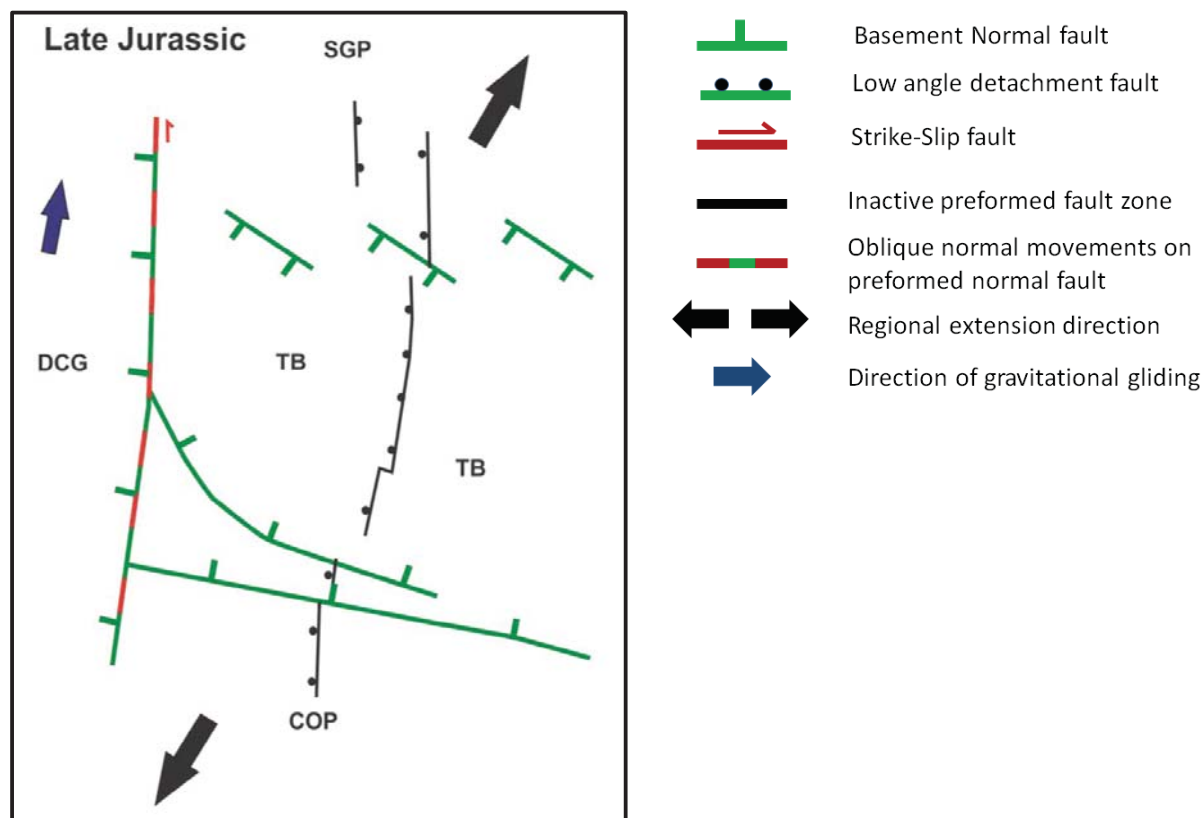 Late Jurassic
SGP
DCG
TB
TB
COP
Basement Normal fault
Low angle detachment fault
Strike-Slip fault
Inactive preformed fault zone
Oblique normal movements on
preformed normal fault
Regional extension direction
Direction of gravitational gliding